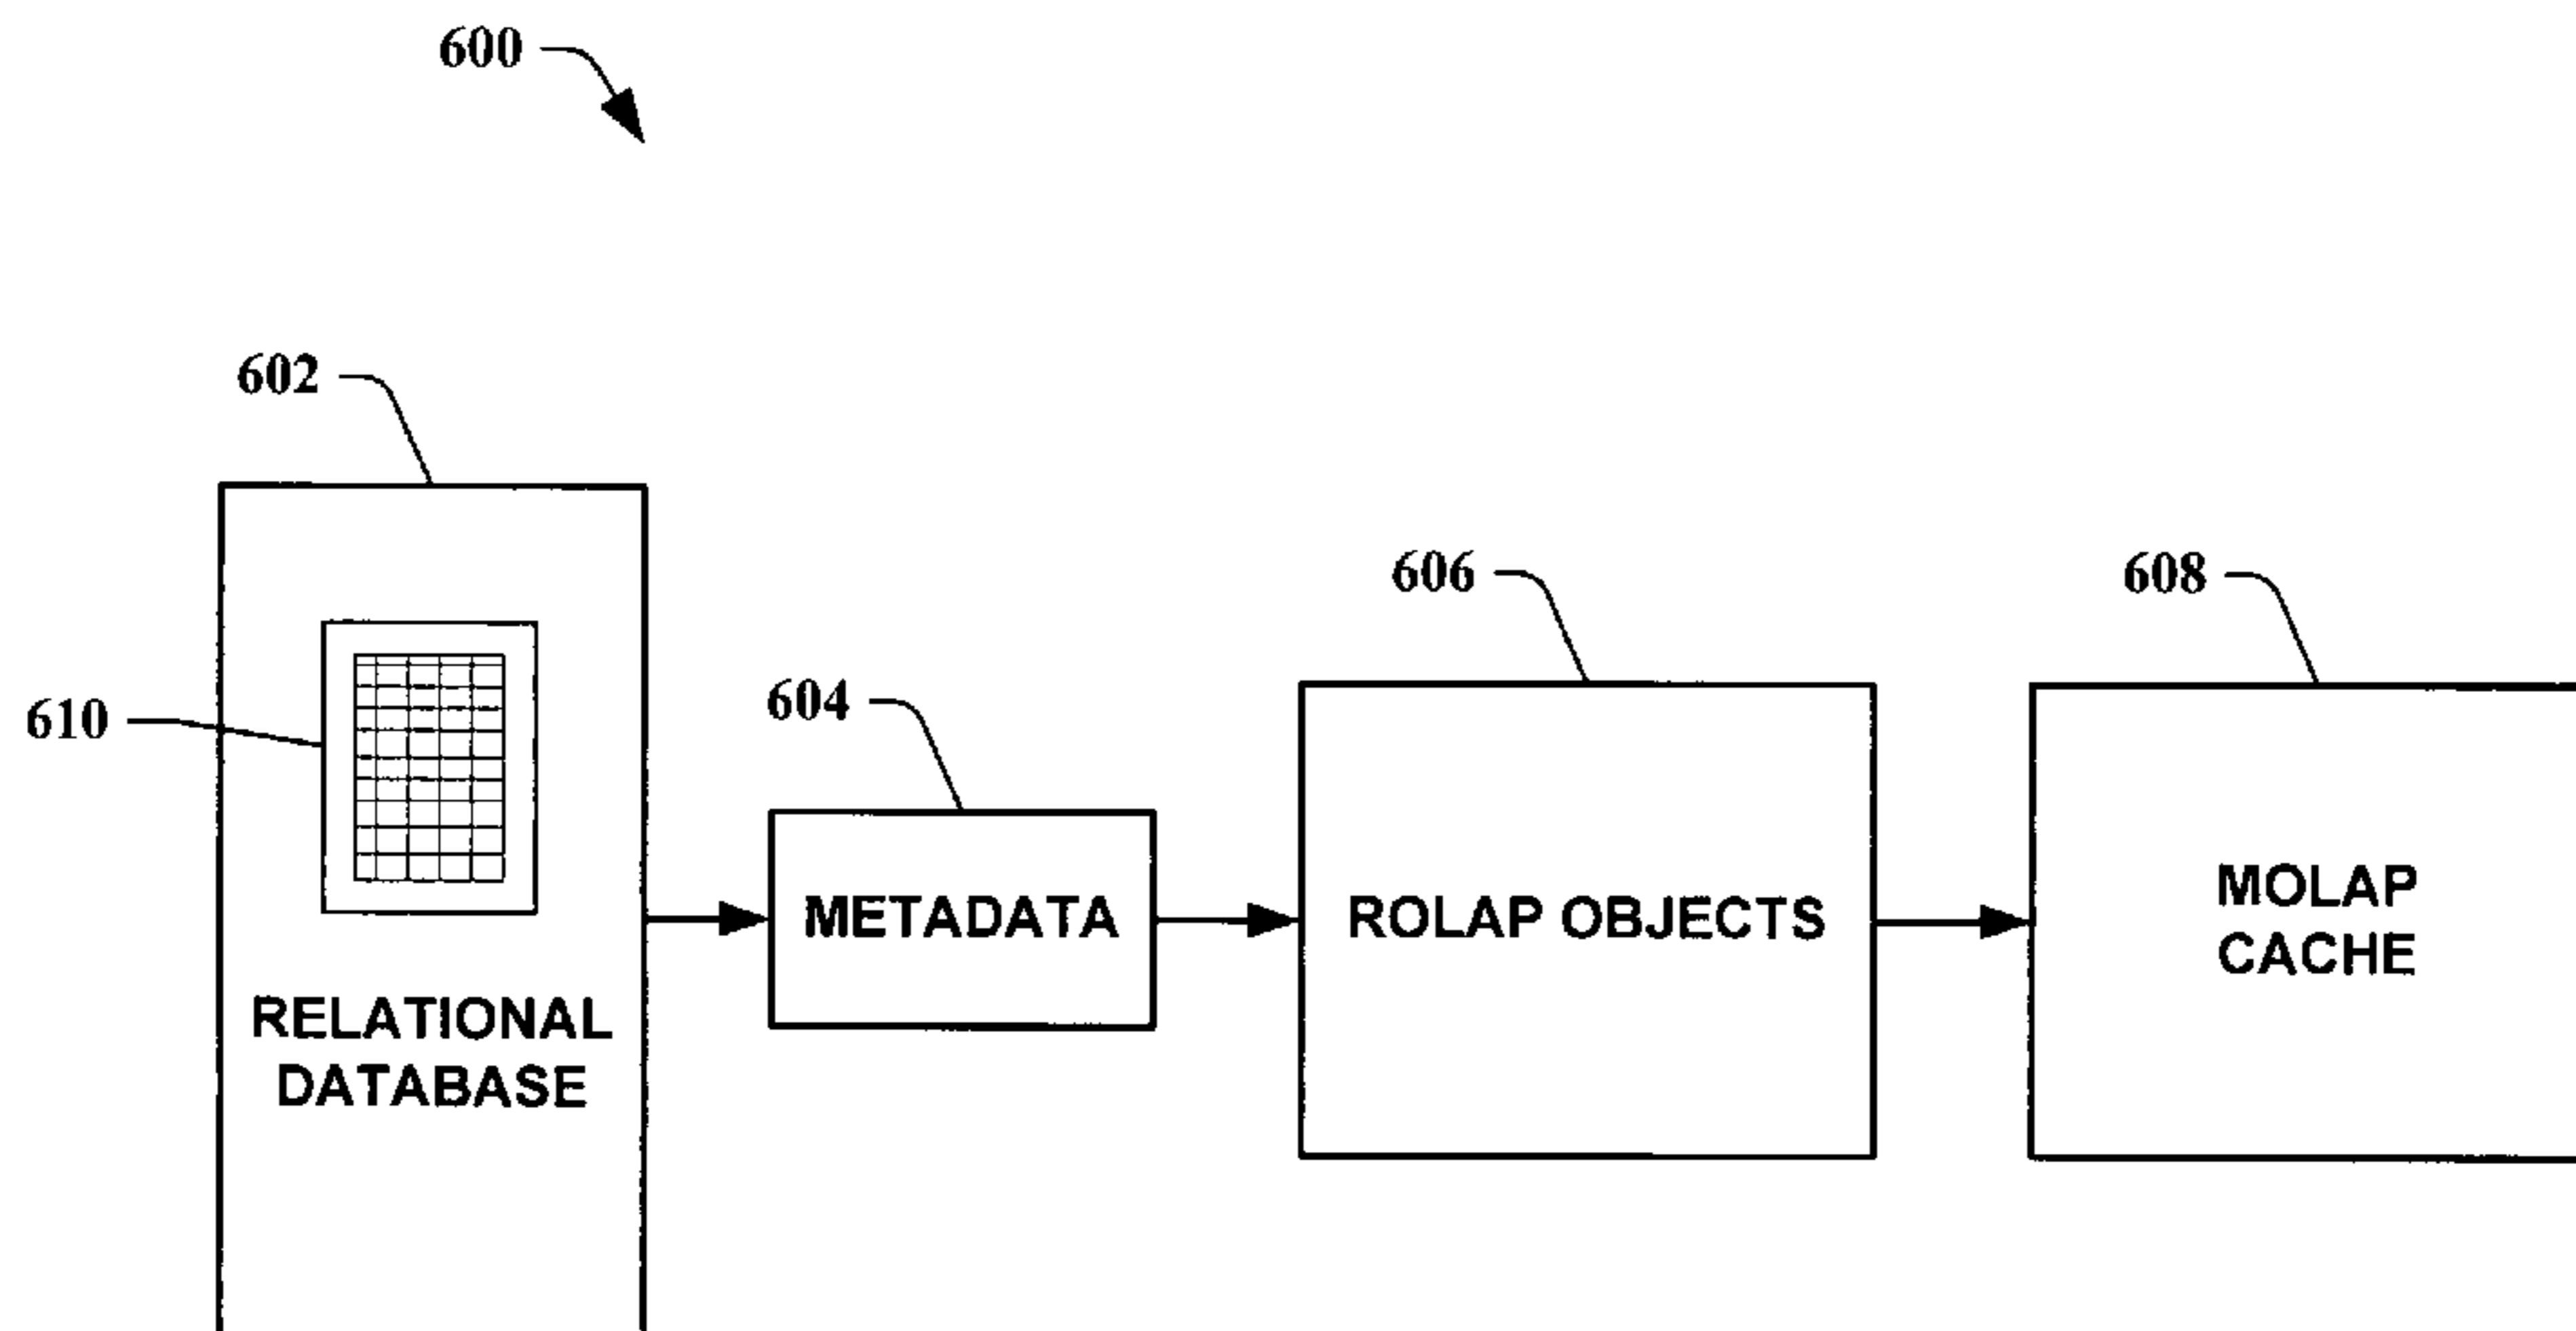 600
602
606
608
604
610
METADATA
ROLAP OBJECTS
MOLAP
CACHE
RELATIONAL
DATABASE